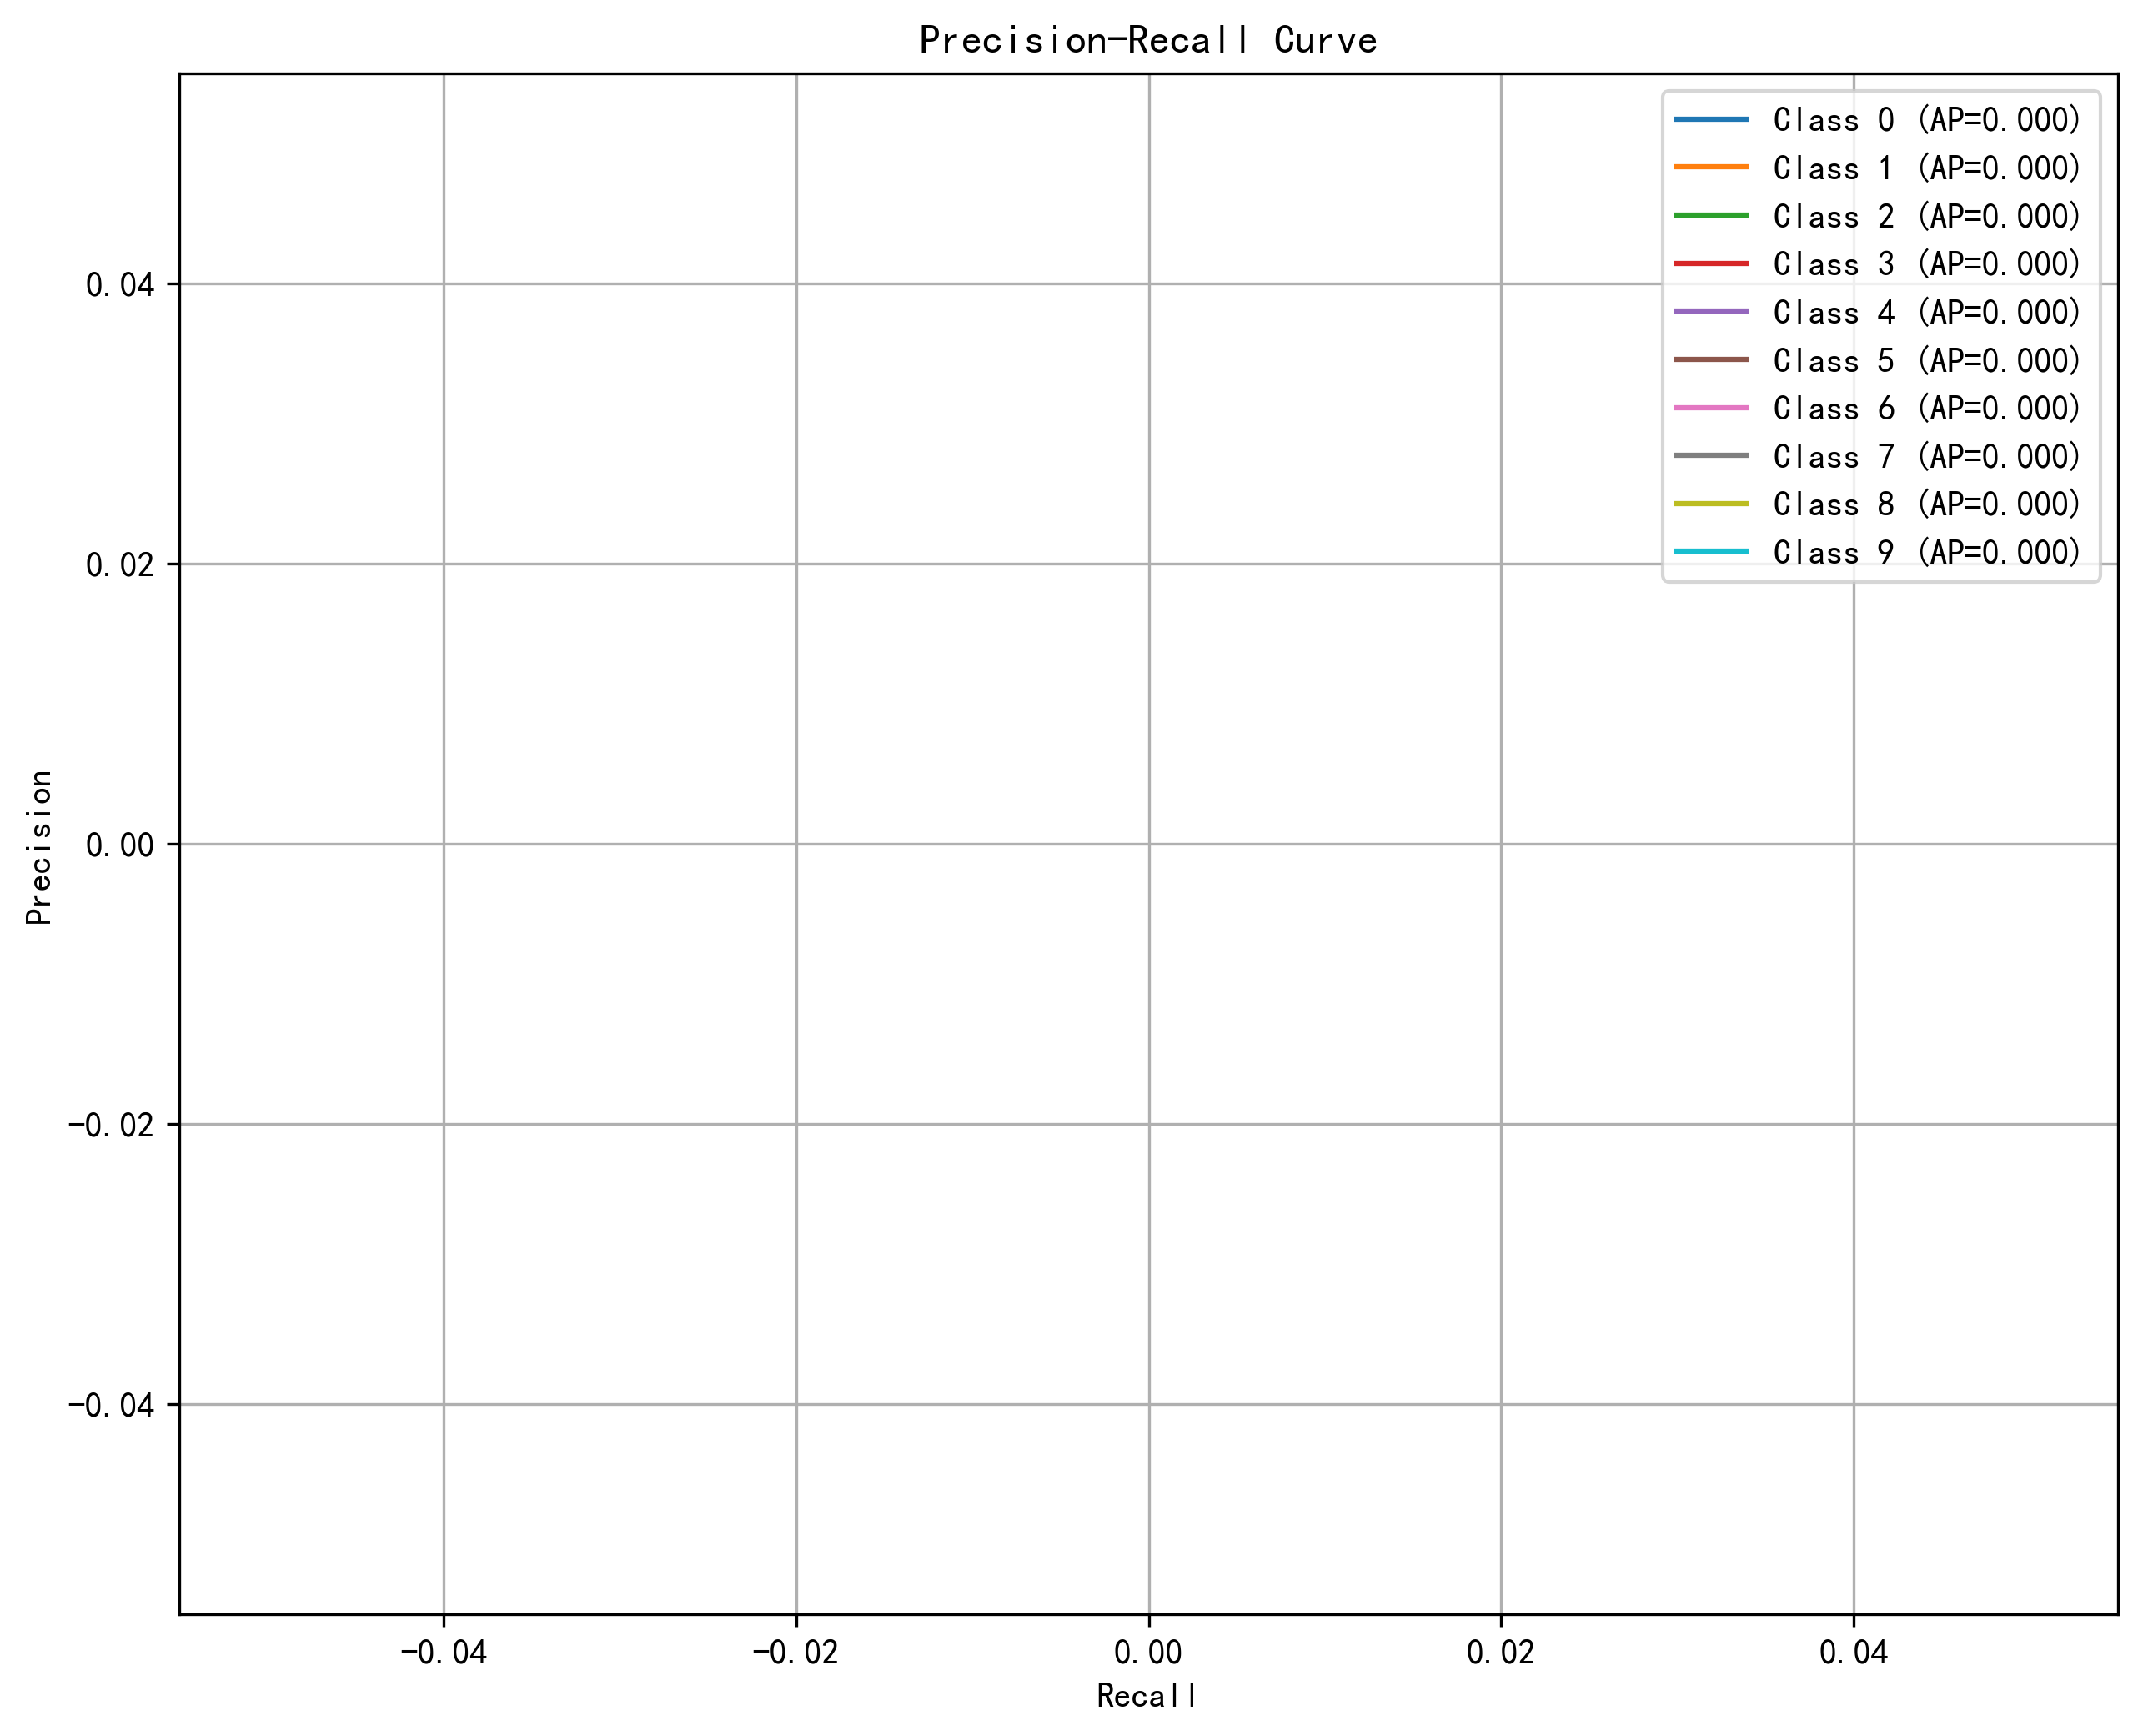 Precision-Recall Curve
Class 0 (AP=0.000)
Class 1 (AP=0.000)
Class 2 (AP=0.000)
Class 3 (AP=0.000)
Class 4 (AP=0.000)
Class 5 (AP=0.000)
Class 6 (AP=0.000)
Class 7 (AP=0.000)
Class 8 (AP=0.000)
Class 9 (AP=0.000)
0.04
0.02
0.00
-0.02
-0.04
Precision
-0.04
-0.02
0.00
0.02
0.04
Recall